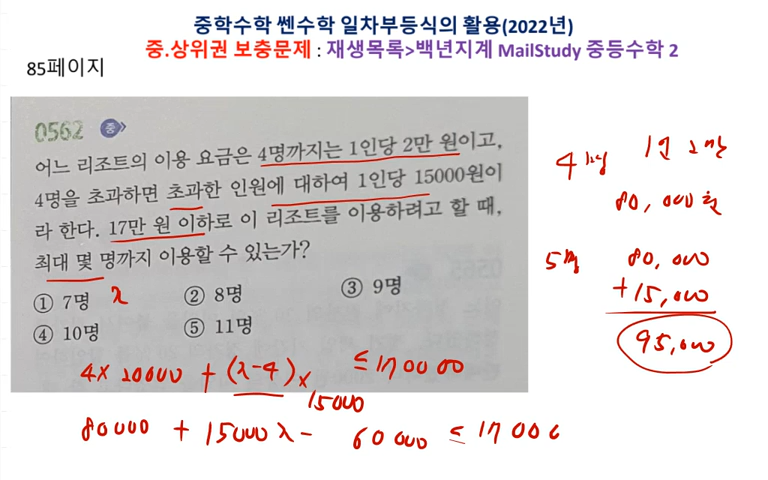 중학수학 쎈수학 일차부등식의 활용(2022년)
중.상위권 보충문제 : 재생목록>백년지계 MailStudy 중등수학 2
85페이지
0562 중
어느 리조트의 이용 요금은 4명까지는 1인당 2만 원이고,
4명을 초과하면 초과한 인원에 대하여 1인당 15000원이
라 한다. 17만 원 이하로 이 리조트를 이용하려고 할 때,
최대 몇 명까지 이용할 수 있는가?
① 7명 x ② 8명 ③ 9명
④ 10명 ⑤ 11명
4× 20000 + (x-4)× 15000 ≤170000
80000 + 15000x - 60000 ≤ 17000
4명 1인 2만
80,000원
5명 80,000
+15,000
95,000